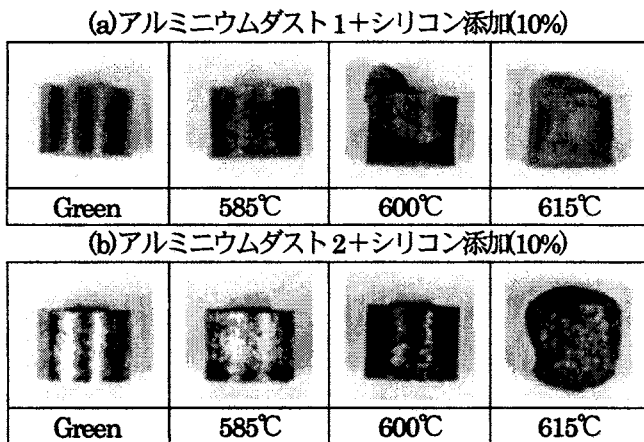 (a)アルミニウムダスト1+シリコン添加(10%)
Green 585℃ 600℃ 615℃
(b)アルミニウムダスト2+シリコン添加(10%)
Green 585℃ 600℃ 615℃